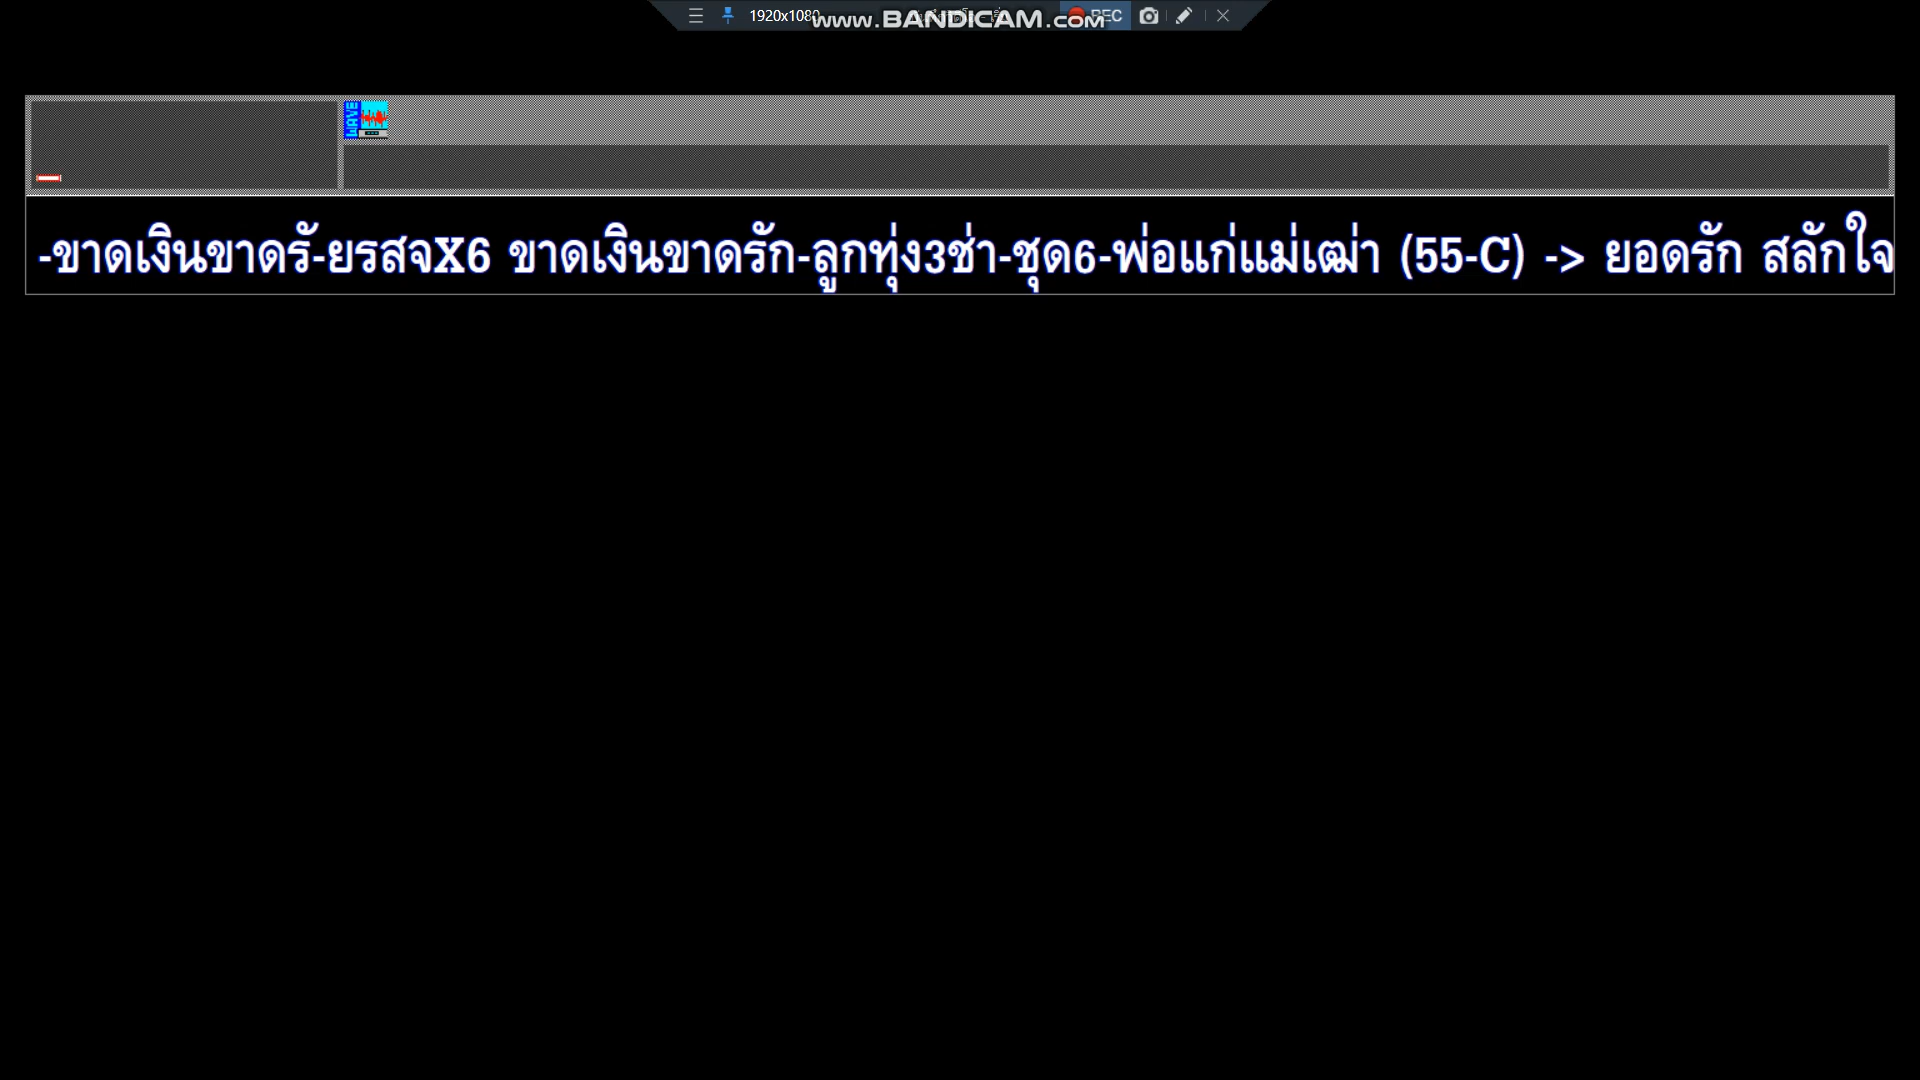 1920x1080
www.BANDICAM.com
REC
WAVE
-ขาดเงินขาดรั-ยรสจX6 ขาดเงินขาดรัก-ลูกทุ่ง3ช่า-ชุด6-พ่อแก่แม่เฒ่า (55-C) -> ยอดรัก สลักใจ